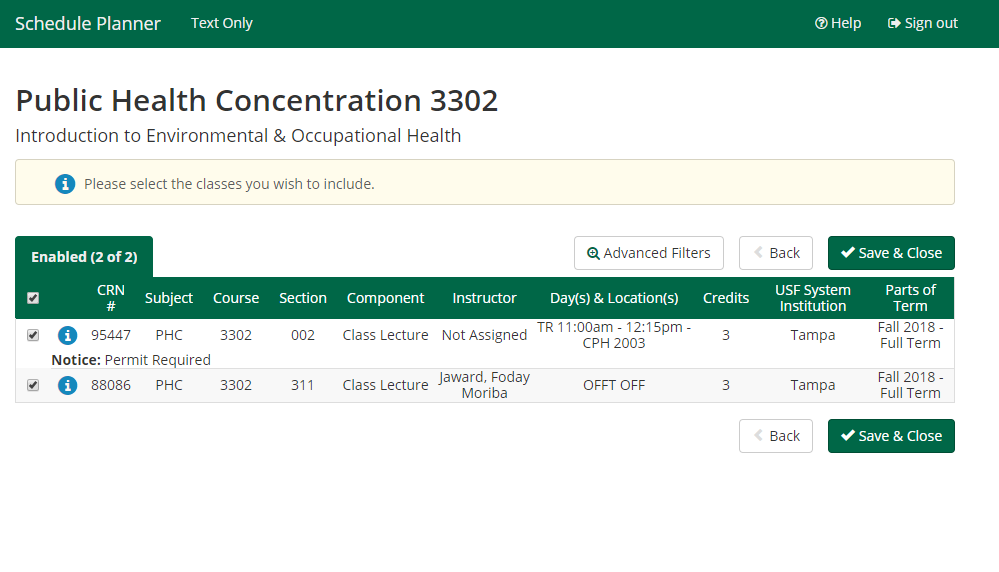 Schedule Planner Text Only Help Sign out
Public Health Concentration 3302
Introduction to Environmental & Occupational Health
Please select the classes you wish to include.
Enabled (2 of 2) Advanced Filters Back Save & Close
CRN # Subject Course Section Component Instructor Day(s) & Location(s) Credits USF System Institution Parts of Term
95447 PHC 3302 002 Class Lecture Not Assigned TR 11:00am - 12:15pm - CPH 2003 3 Tampa Fall 2018 - Full Term
Notice: Permit Required
88086 PHC 3302 311 Class Lecture Jaward, Foday Moriba OFFT OFF 3 Tampa Fall 2018 - Full Term
Back Save & Close